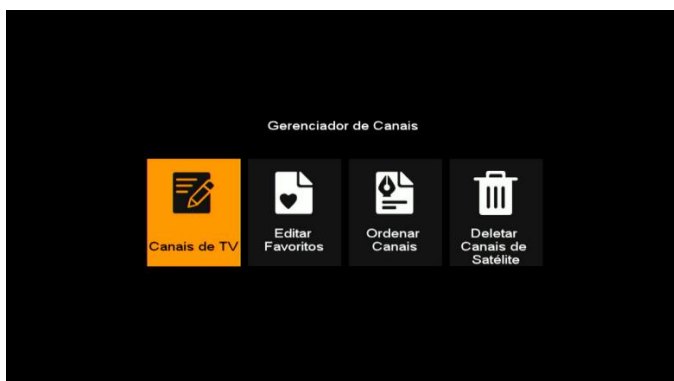 Gerenciador de Canais
Canais de TV
Editar
Favoritos
Ordenar
Canais
Deletar
Canais de
Satélite